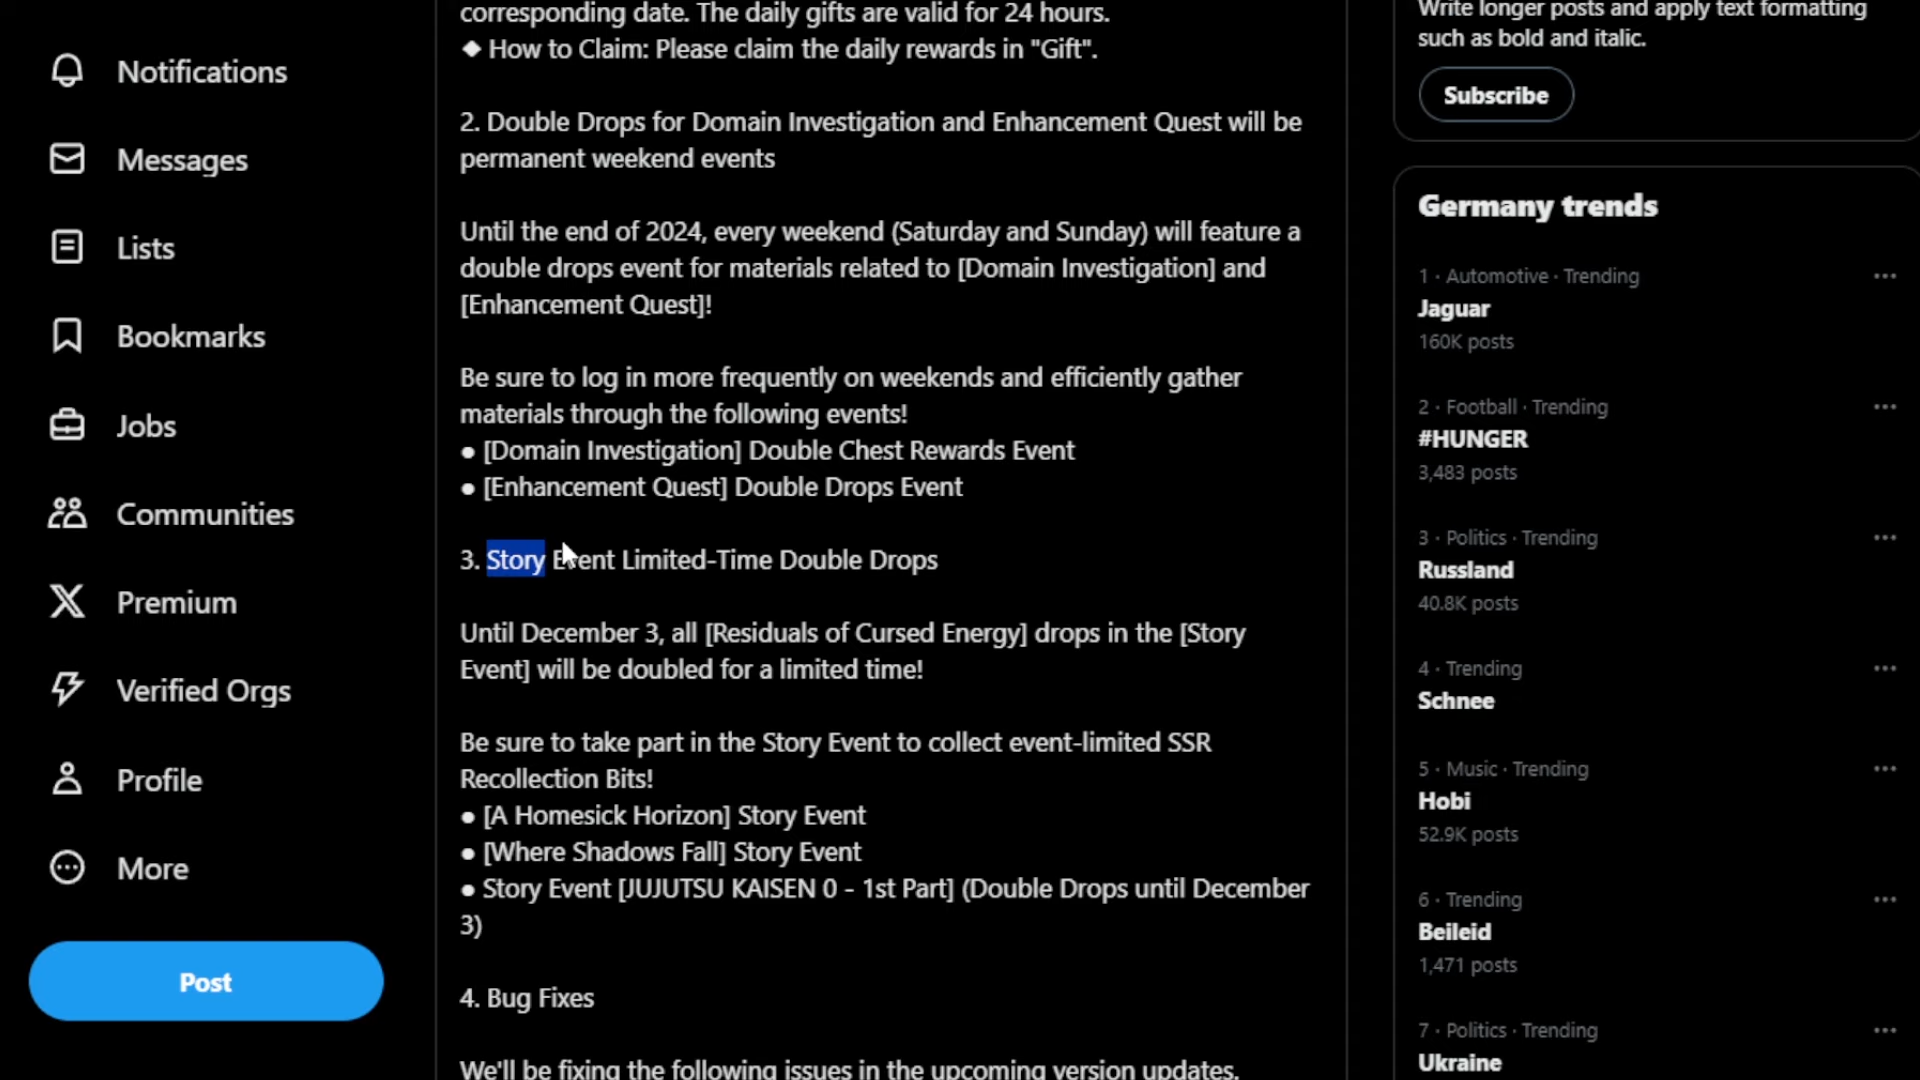 Notifications
Messages
Lists
Bookmarks
Jobs
Communities
Premium
Verified Orgs
Profile
More
Post
corresponding date. The daily gifts are valid for 24 hours.
◆ How to Claim: Please claim the daily rewards in "Gift".
2. Double Drops for Domain Investigation and Enhancement Quest will be
permanent weekend events
Until the end of 2024, every weekend (Saturday and Sunday) will feature a
double drops event for materials related to [Domain Investigation] and
[Enhancement Quest]!
Be sure to log in more frequently on weekends and efficiently gather
materials through the following events!
● [Domain Investigation] Double Chest Rewards Event
● [Enhancement Quest] Double Drops Event
3. Story Event Limited-Time Double Drops
Until December 3, all [Residuals of Cursed Energy] drops in the [Story
Event] will be doubled for a limited time!
Be sure to take part in the Story Event to collect event-limited SSR
Recollection Bits!
● [A Homesick Horizon] Story Event
● [Where Shadows Fall] Story Event
● Story Event [JUJUTSU KAISEN 0 - 1st Part] (Double Drops until December
3)
4. Bug Fixes
We'll be fixing the following issues in the upcoming version updates.
Write longer posts and apply text formatting
such as bold and italic.
Subscribe
Germany trends
1 · Automotive · Trending
Jaguar
160K posts
2 · Football · Trending
#HUNGER
3,483 posts
3 · Politics · Trending
Russland
40.8K posts
4 · Trending
Schnee
5 · Music · Trending
Hobi
52.9K posts
6 · Trending
Beileid
1,471 posts
7 · Politics · Trending
Ukraine